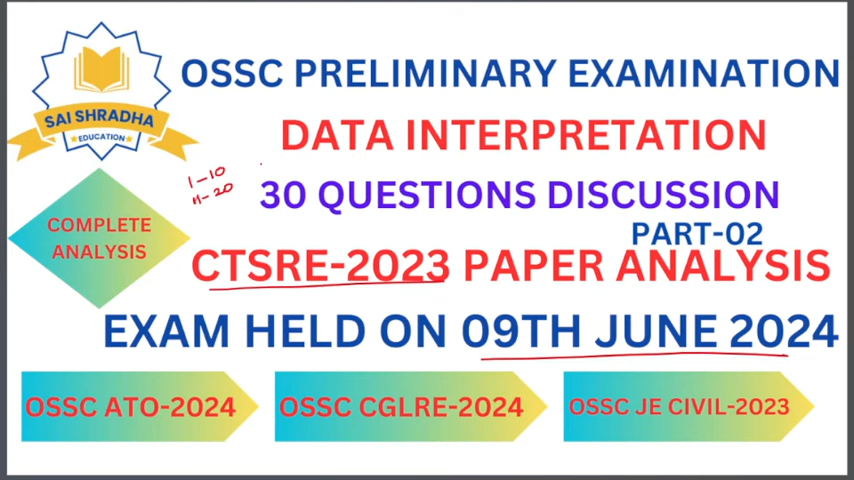 SAI SHRADHA
EDUCATION
OSSC PRELIMINARY EXAMINATION
DATA INTERPRETATION
1-10
11-20
30 QUESTIONS DISCUSSION
PART-02
COMPLETE
ANALYSIS
CTSRE-2023 PAPER ANALYSIS
EXAM HELD ON 09TH JUNE 2024
OSSC ATO-2024
OSSC CGLRE-2024
OSSC JE CIVIL-2023